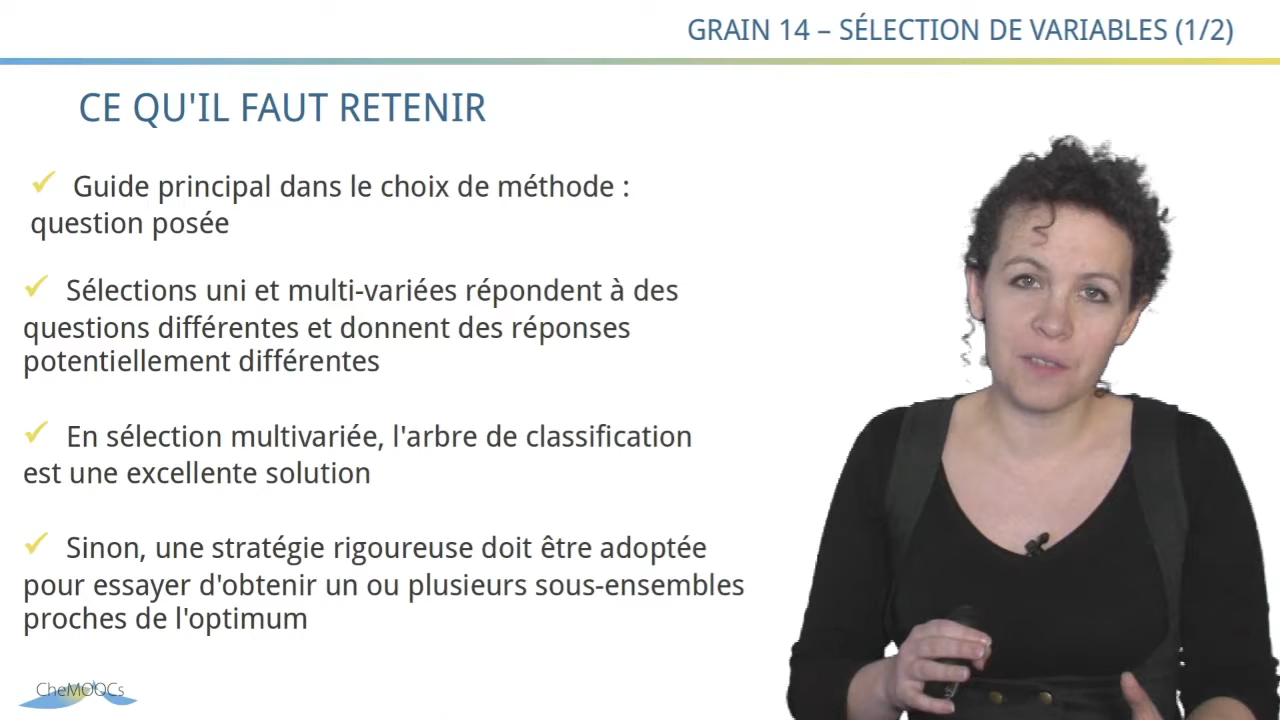 GRAIN 14 – SÉLECTION DE VARIABLES (1/2)
CE QU'IL FAUT RETENIR
✓ Guide principal dans le choix de méthode :
question posée
✓ Sélections uni et multi-variées répondent à des
questions différentes et donnent des réponses
potentiellement différentes
✓ En sélection multivariée, l'arbre de classification
est une excellente solution
✓ Sinon, une stratégie rigoureuse doit être adoptée
pour essayer d'obtenir un ou plusieurs sous-ensembles
proches de l'optimum
CheMOOCs